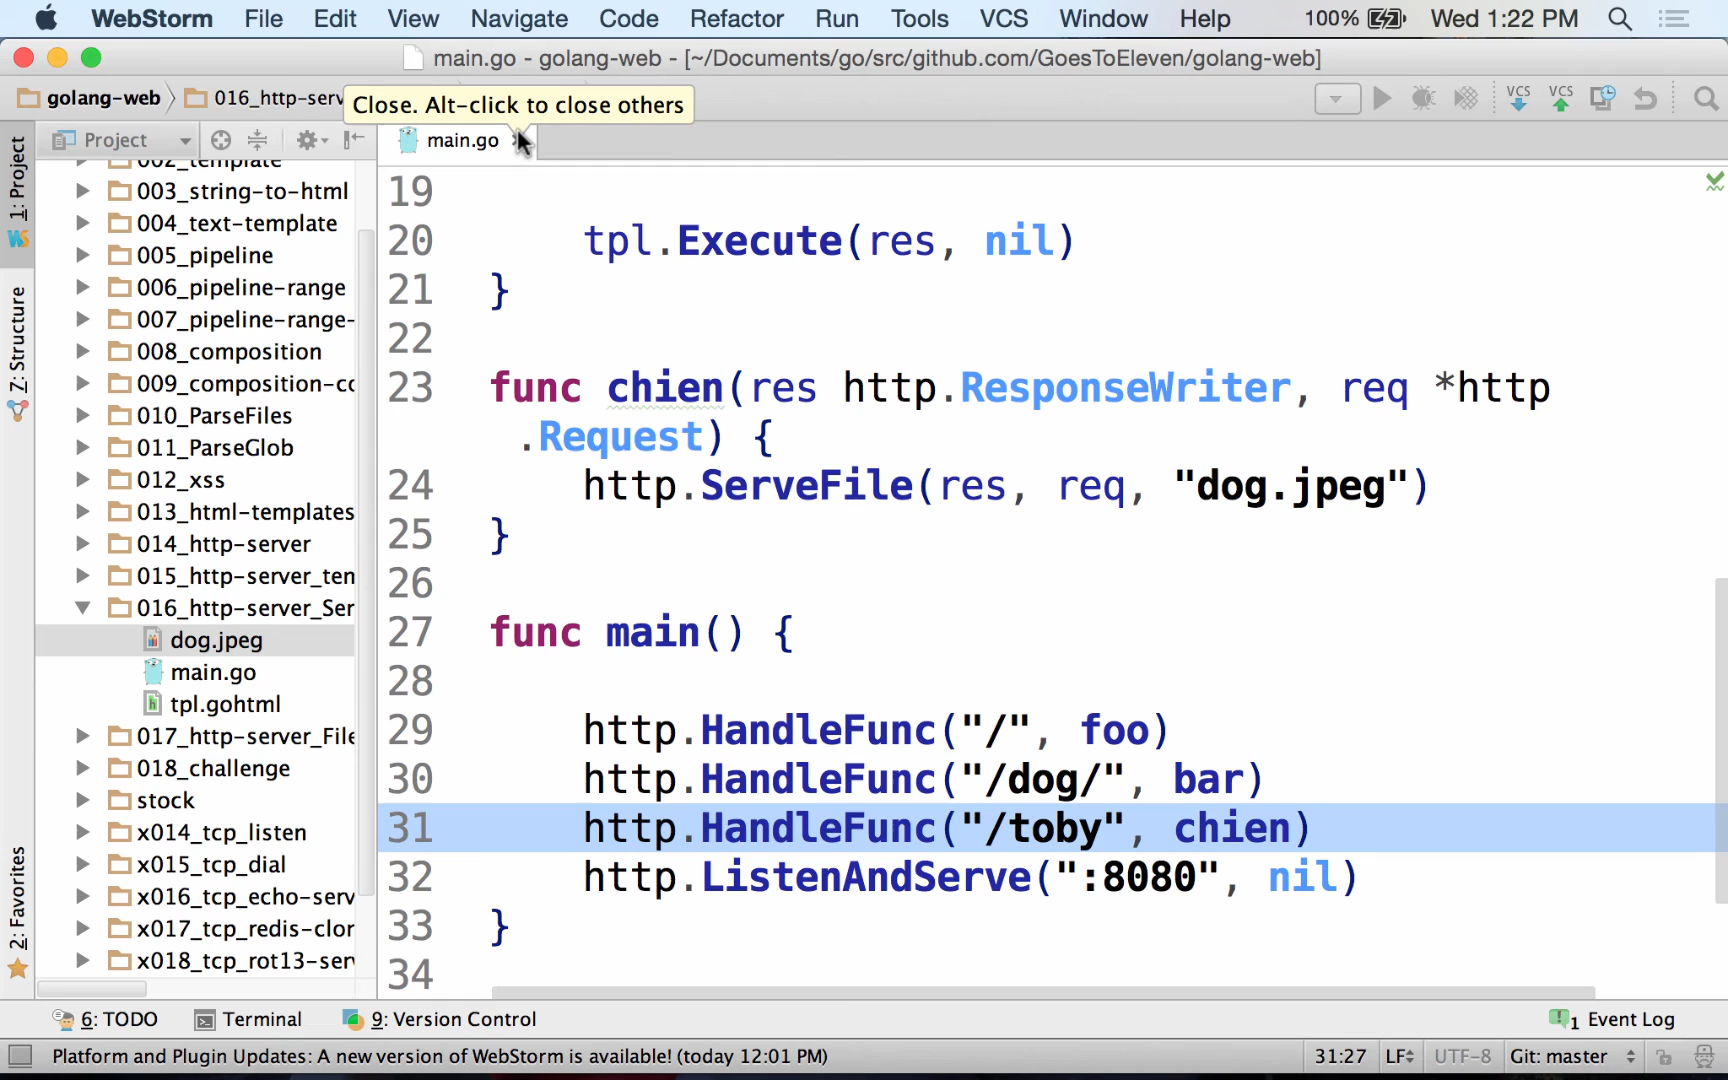 WebStorm File Edit View Navigate Code Refactor Run Tools VCS Window Help 100% Wed 1:22 PM
main.go - golang-web - [~/Documents/go/src/github.com/GoesToEleven/golang-web]
golang-web 016_http-serv
Close. Alt-click to close others
VCS VCS
Project
main.go
1: Project
7: Structure
2: Favorites
002_template
003_string-to-html
004_text-template
005_pipeline
006_pipeline-range
007_pipeline-range-
008_composition
009_composition-co
010_ParseFiles
011_ParseGlob
012_xss
013_html-templates
014_http-server
015_http-server_tem
016_http-server_Ser
dog.jpeg
main.go
tpl.gohtml
017_http-server_File
018_challenge
stock
x014_tcp_listen
x015_tcp_dial
x016_tcp_echo-serv
x017_tcp_redis-clor
x018_tcp_rot13-serv
19
20 tpl.Execute(res, nil)
21 }
22
23 func chien(res http.ResponseWriter, req *http
.Request) {
24 http.ServeFile(res, req, "dog.jpeg")
25 }
26
27 func main() {
28
29 http.HandleFunc("/", foo)
30 http.HandleFunc("/dog/", bar)
31 http.HandleFunc("/toby", chien)
32 http.ListenAndServe(":8080", nil)
33 }
34
6: TODO Terminal 9: Version Control 1 Event Log
Platform and Plugin Updates: A new version of WebStorm is available! (today 12:01 PM) 31:27 LF UTF-8 Git: master